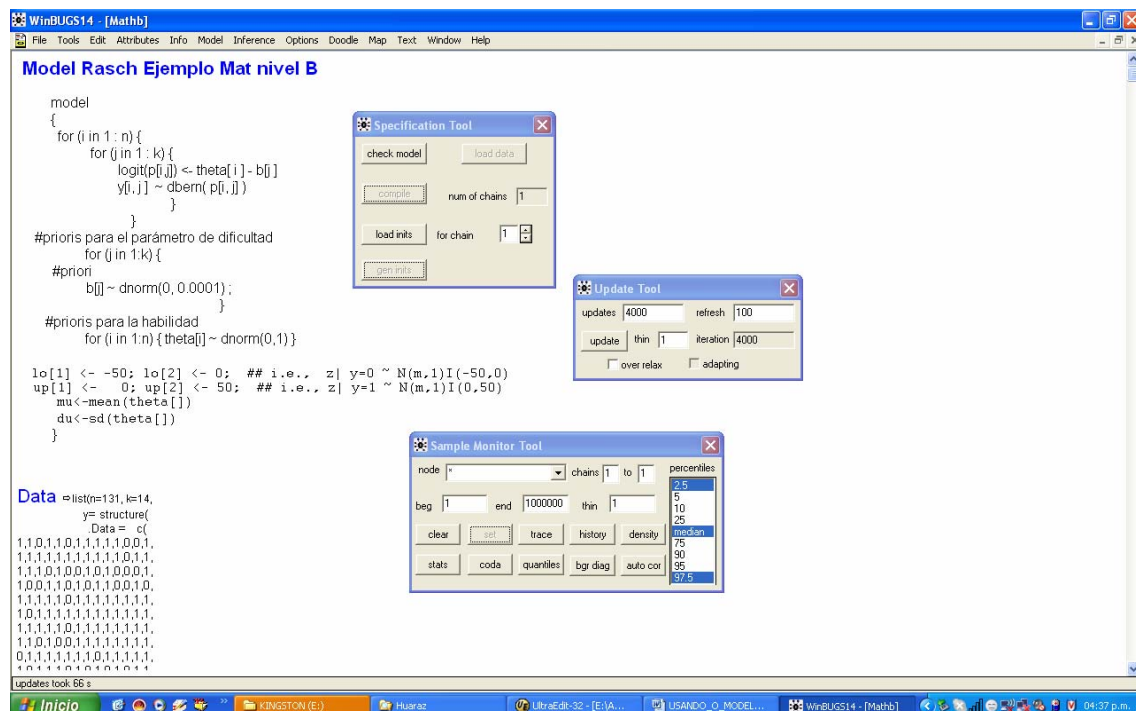 WinBUGS14 - [Mathb]
File Tools Edit Attributes Info Model Inference Options Doodle Map Text Window Help
Model Rasch Ejemplo Mat nivel B
model
{
for (i in 1 : n) {
for (j in 1 : k) {
logit(p[i,j]) <- theta[ i ] - b[j ]
y[i, j ] ~ dbern( p[i, j] )
}
}
#prioris para el parámetro de dificultad
for (j in 1:k) {
#priori
b[j] ~ dnorm(0, 0.0001) ;
}
#prioris para la habilidad
for (i in 1:n) { theta[i] ~ dnorm(0,1) }
lo[1] <- -50; lo[2] <- 0; ## i.e., z| y=0 ~ N(m,1)I(-50,0)
up[1] <- 0; up[2] <- 50; ## i.e., z| y=1 ~ N(m,1)I(0,50)
mu<-mean(theta[])
du<-sd(theta[])
}
Data ⇨list(n=131, k=14,
y= structure(
.Data = c(
1,1,0,1,1,0,1,1,1,1,1,0,0,1,
1,1,1,1,1,1,1,1,1,1,0,1,1,
1,1,1,0,1,0,0,1,0,1,0,0,0,1,
1,0,0,1,1,0,1,0,1,1,0,0,1,0,
1,1,1,1,1,0,1,1,1,1,1,1,1,1,
1,0,1,1,1,1,1,1,1,1,1,1,1,1,
1,1,1,1,0,1,1,1,1,1,1,1,1,1,
1,1,0,1,0,0,1,1,1,1,1,1,1,1,
0,1,1,1,1,1,1,0,1,1,1,1,1,
Specification Tool
check model load data
compile num of chains 1
load inits for chain 1
gen inits
Update Tool
updates 4000 refresh 100
update thin 1 iteration 4000
over relax adapting
Sample Monitor Tool
node * chains 1 to 1 percentiles
beg 1 end 1000000 thin 1
clear set trace history density
stats coda quantiles bgr diag auto cor
2.5
5
10
25
median
75
90
95
97.5
updates took 66 s
Inicio KINGSTON (E:) Huaraz UltraEdit-32 - [E:\A... USANDO_O_MODEL... WinBUGS14 - [Mathb] 04:37 p.m.